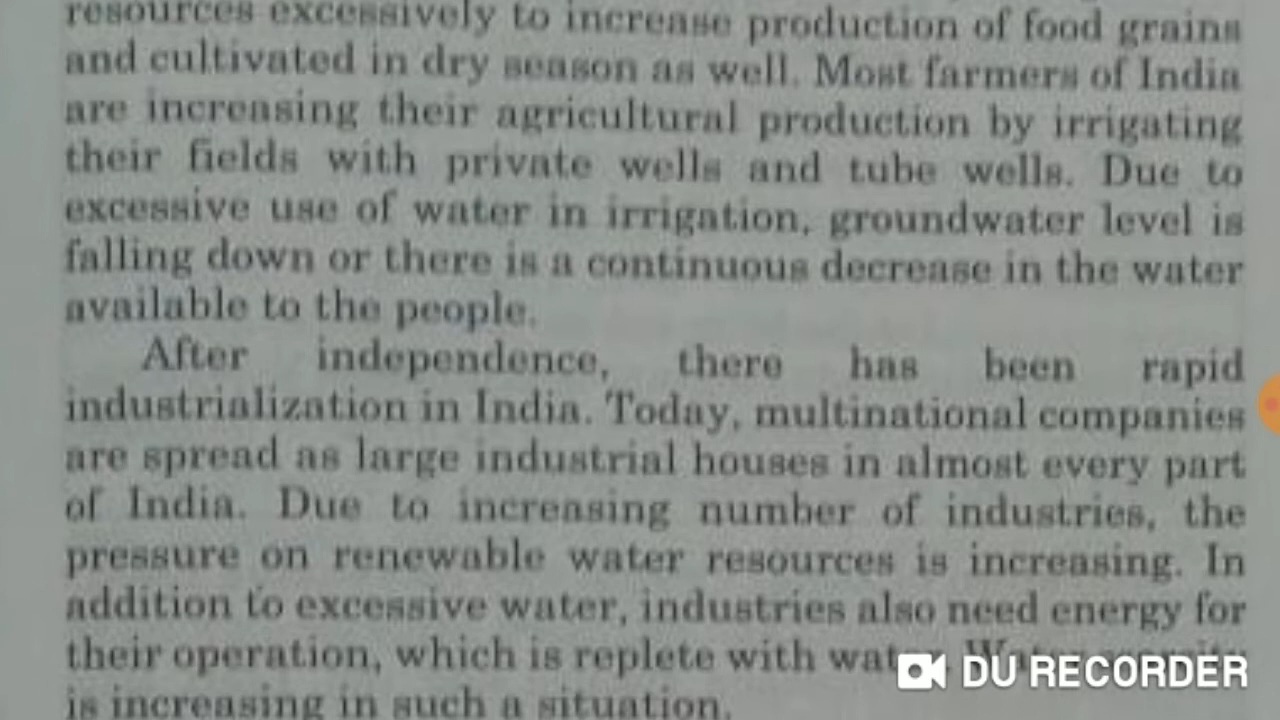 resources excessively to increase production of food grains
and cultivated in dry season as well. Most farmers of India
are increasing their agricultural production by irrigating
their fields with private wells and tube wells. Due to
excessive use of water in irrigation, groundwater level is
falling down or there is a continuous decrease in the water
available to the people.
After independence, there has been rapid
industrialization in India. Today, multinational companies
are spread as large industrial houses in almost every part
of India. Due to increasing number of industries, the
pressure on renewable water resources is increasing. In
addition to excessive water, industries also need energy for
their operation, which is replete with
is increasing in such a situation.
DU RECORDER